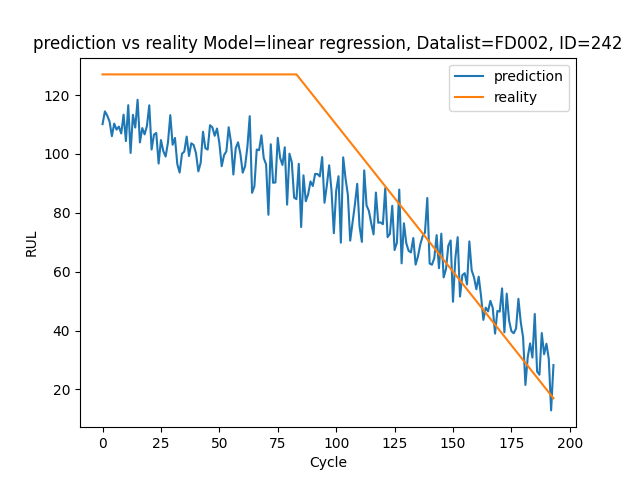 prediction vs reality Model=linear regression, Datalist=FD002, ID=242
prediction
reality
RUL
120
100
80
60
40
20
0 25 50 75 100 125 150 175 200
Cycle